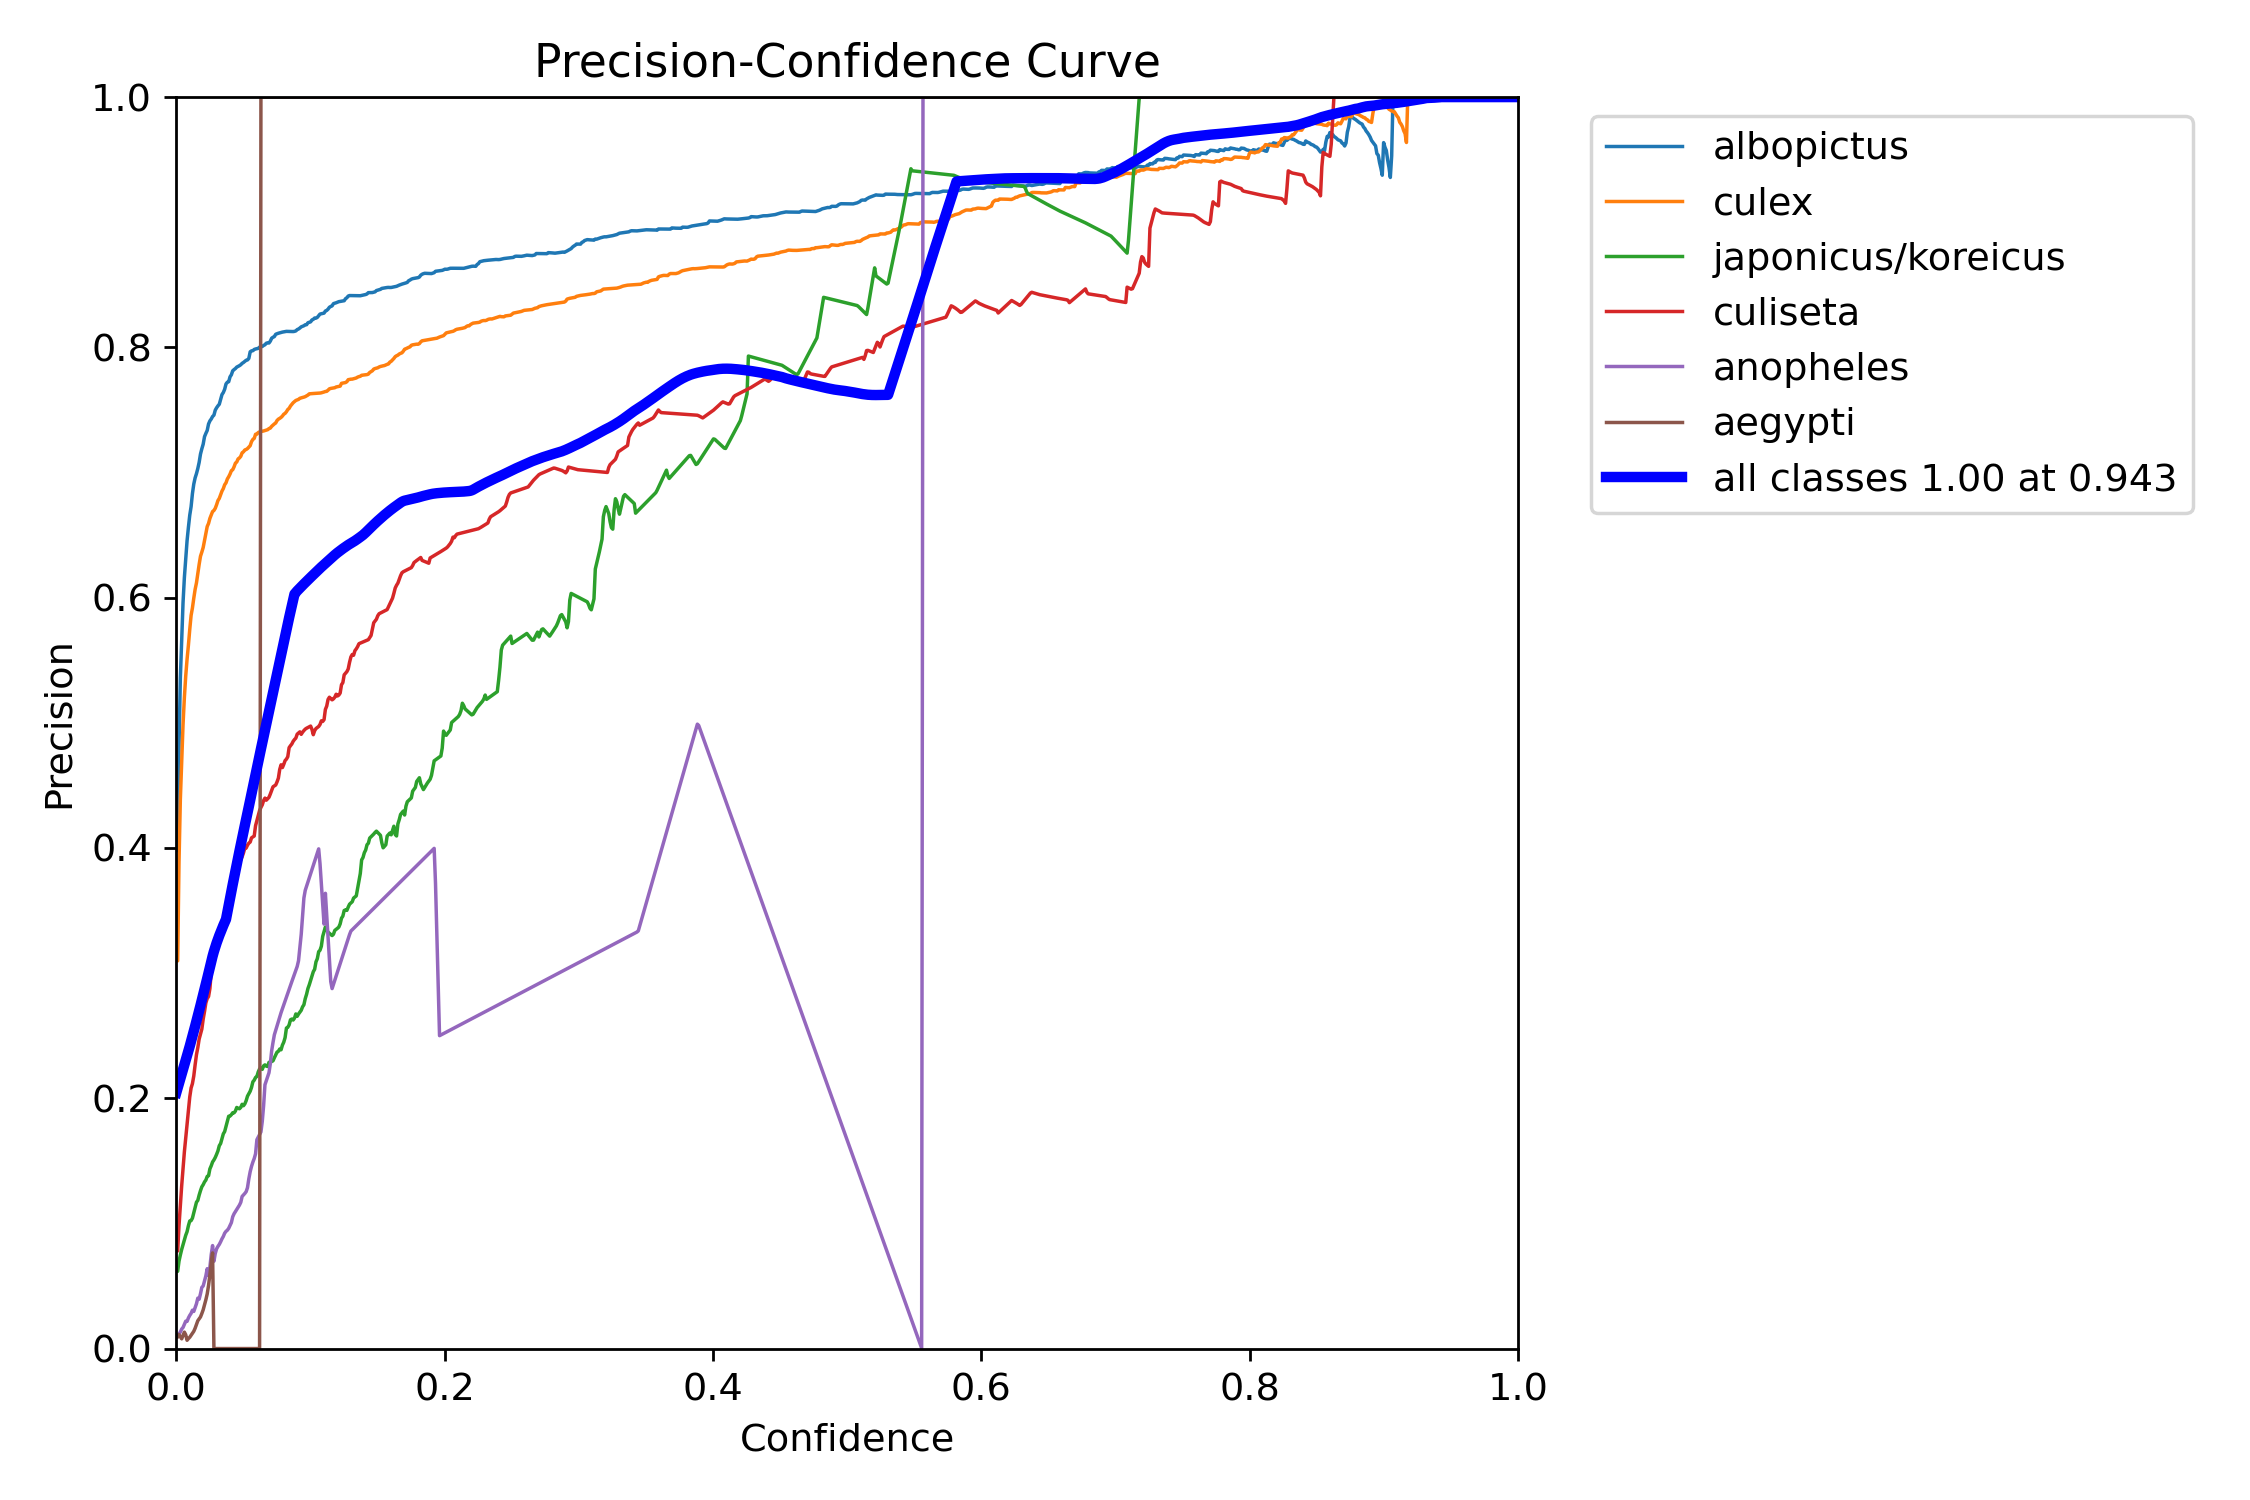 Precision-Confidence Curve
1.0
0.8
0.6
0.4
0.2
0.0
Precision
0.0 0.2 0.4 0.6 0.8 1.0
Confidence
albopictus
culex
japonicus/koreicus
culiseta
anopheles
aegypti
all classes 1.00 at 0.943